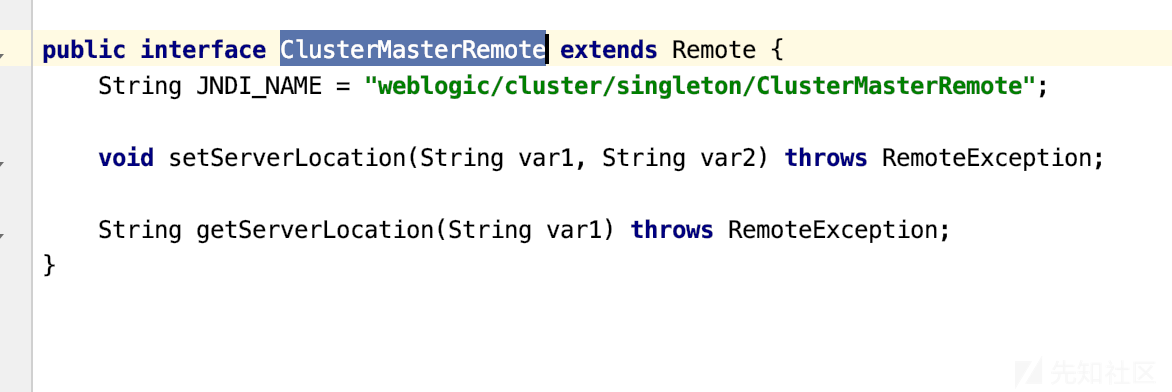 public interface ClusterMasterRemote extends Remote {
    String JNDI_NAME = "weblogic/cluster/singleton/ClusterMasterRemote";
    void setServerLocation(String var1, String var2) throws RemoteException;
    String getServerLocation(String var1) throws RemoteException;
}
先知社区